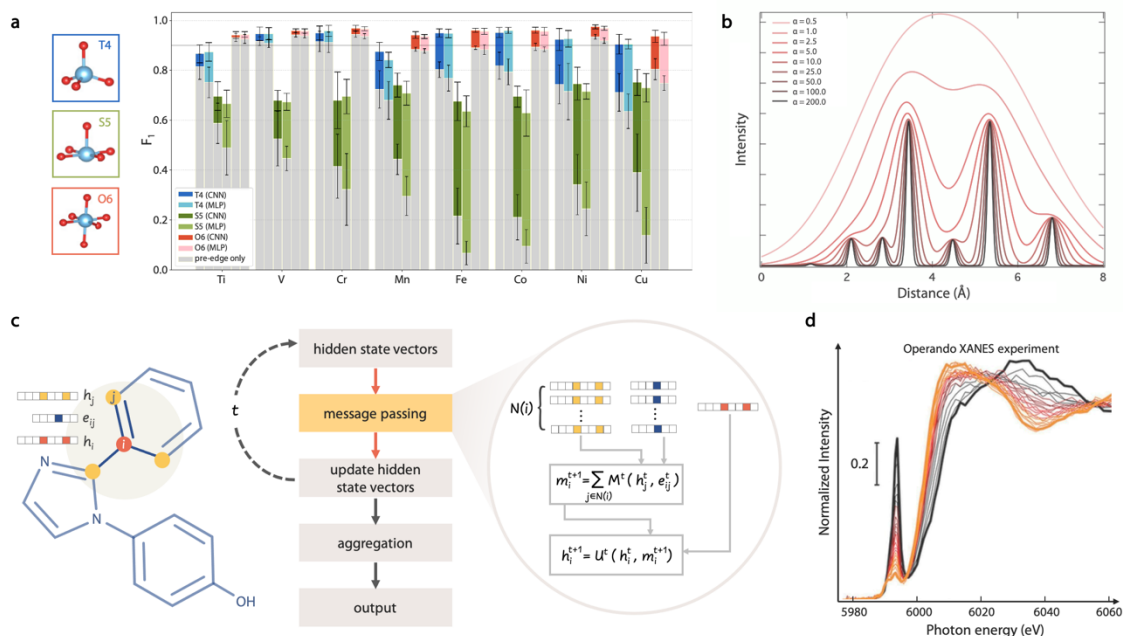 a
T4
S5
O6
F1
1.0
0.8
0.6
0.4
0.2
0.0
T4 (CNN)
T4 (MLP)
S5 (CNN)
S5 (MLP)
O6 (CNN)
O6 (MLP)
pre-edge only
Ti V Cr Mn Fe Co Ni Cu
b
Intensity
α = 0.5
α = 1.0
α = 2.5
α = 5.0
α = 10.0
α = 25.0
α = 50.0
α = 100.0
α = 200.0
0 2 4 6 8
Distance (Å)
c
h_j
e_ij
h_i
j
i
N
N
OH
t
hidden state vectors
message passing
update hidden
state vectors
aggregation
output
N(i)
m_i^{t+1} = ∑_{j∈N(i)} M^t ( h_j^t , e_ij^t )
h_i^{t+1} = U^t ( h_i^t , m_i^{t+1} )
d
Operando XANES experiment
Normalized Intensity
0.2
5980 6000 6020 6040 6060
Photon energy (eV)